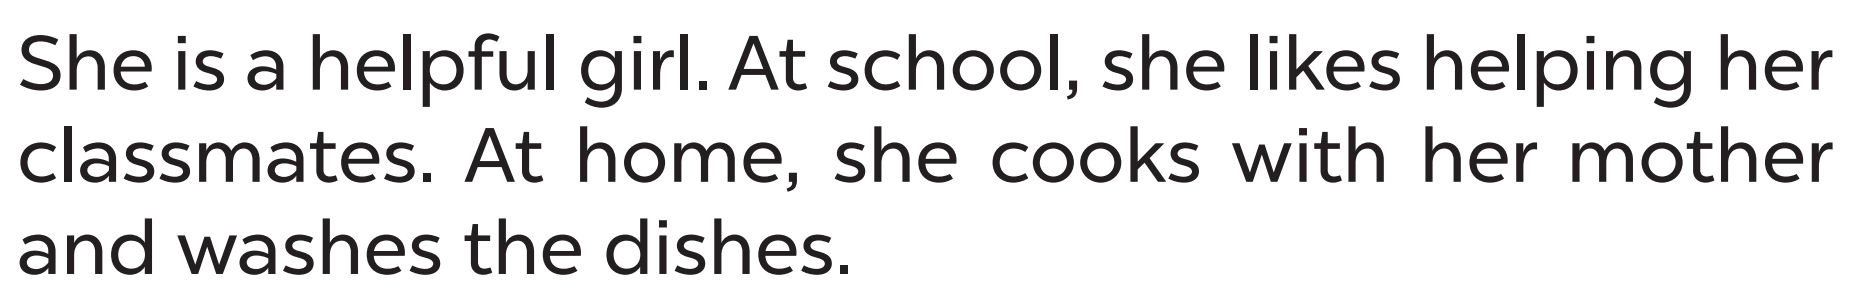 She is a helpful girl. At school, she likes helping her
classmates. At home, she cooks with her mother
and washes the dishes.